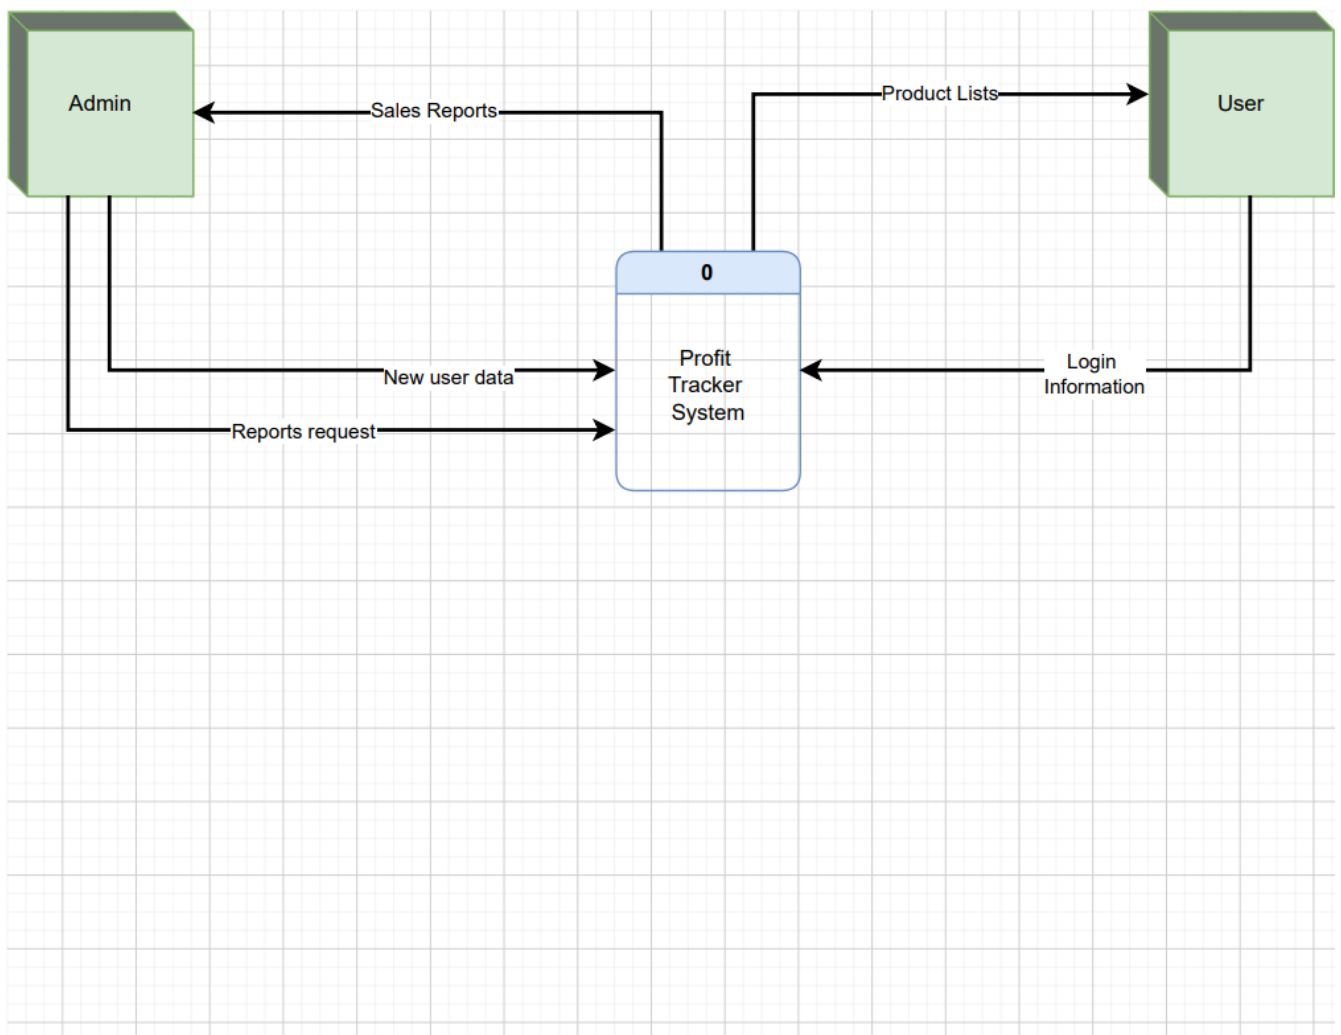 Admin
Sales Reports
Product Lists
User
0
Profit
Tracker
System
New user data
Login
Information
Reports request